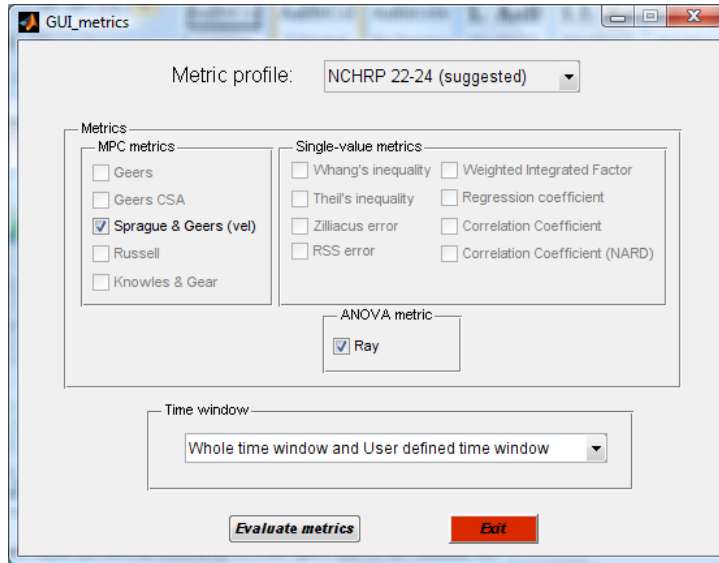 GUI_metrics
Metric profile: NCHRP 22-24 (suggested)
Metrics
MPC metrics
Geers
Geers CSA
Sprague & Geers (vel)
Russell
Knowles & Gear
Single-value metrics
Whang's inequality Weighted Integrated Factor
Theil's inequality Regression coefficient
Zilliacus error Correlation Coefficient
RSS error Correlation Coefficient (NARD)
ANOVA metric
Ray
Time window
Whole time window and User defined time window
Evaluate metrics Exit